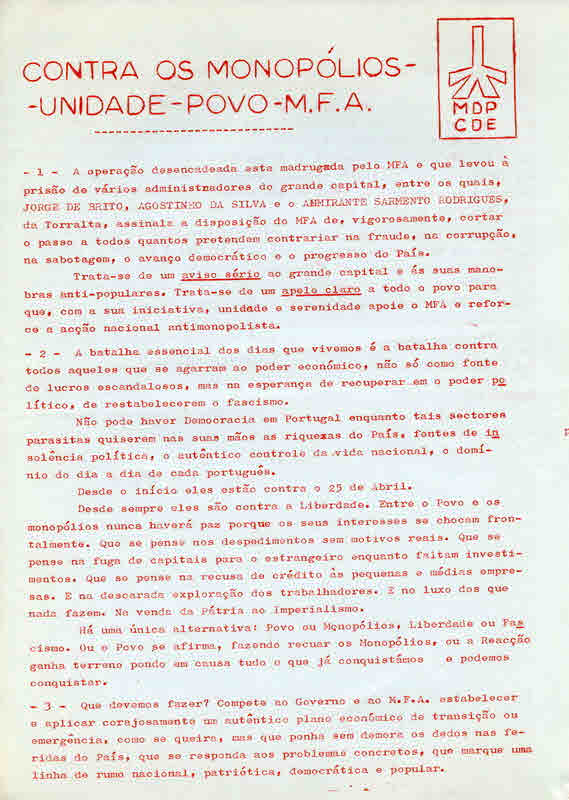 CONTRA OS MONOPÓLIOS-
-UNIDADE-POVO-M.F.A.
MDP
CDE
- 1 - A operação desencadeada esta madrugada pelo MFA e que levou à
prisão de vários administradores do grande capital, entre os quais,
JORGE DE BRITO, AGOSTINHO DA SILVA e o ALMIRANTE SARMENTO RODRIGUES,
da Torralta, assinala a disposição do MFA de, vigorosamente, cortar
o passo a todos quantos pretendem contrariar na fraude, na corrupção,
na sabotagem, o avanço democrático e o progresso do País.
Trata-se de um aviso sério ao grande capital e ás suas mano-
bras anti-populares. Trata-se de um apelo claro a todo o povo para
que, com a sua iniciativa, unidade e serenidade apoie o MFA e refor-
ce a acção nacional antimonopolista.
- 2 - A batalha essencial dos dias que vivemos é a batalha contra
todos aqueles que se agarram ao poder económico, não só como fonte
de lucros escandalosos, mas na esperança de recuperar em o poder po
lítico, de restabelecerem o fascismo.
Não pode haver Democracia em Portugal enquanto tais sectores
parasitas quiserem nas suas mãos as riquezas do País, fontes de in
solência política, o autêntico controle da vida nacional, o domí-
nio do dia a dia de cada português.
Desde o início eles estão contra o 25 de Abril.
Desde sempre eles são contra a Liberdade. Entre o Povo e os
monopólios nunca haverá paz porque os seus interesses se chocam fron-
talmente. Que se pense nos despedimentos sem motivos reais. Que se
pense na fuga de capitais para o estrangeiro enquanto faltam investi-
mentos. Que se pense na recusa de crédito às pequenas e médias empre-
sas. E na descarada exploração dos trabalhadores. E no luxo dos que
nada fazem. Na venda da Pátria ao Imperialismo.
Há uma única alternativa: Povo ou Monopólios, Liberdade ou Fas
cismo. Ou o Povo se afirma, fazendo recuar os Monopólios, ou a Reacção
ganha terreno pondo em causa tudo o que já conquistámos e podemos
conquistar.
- 3 - Que devemos fazer? Compete ao Governo e ao M.F.A. estabelecer
e aplicar corajosamente um autêntico plano económico de transição ou
emergência, como se queira, mas que ponha sem demora os dedos nas fe-
ridas do País, que se responda aos problemas concretos, que marque uma
linha de rumo nacional, patriótica, democrática e popular.